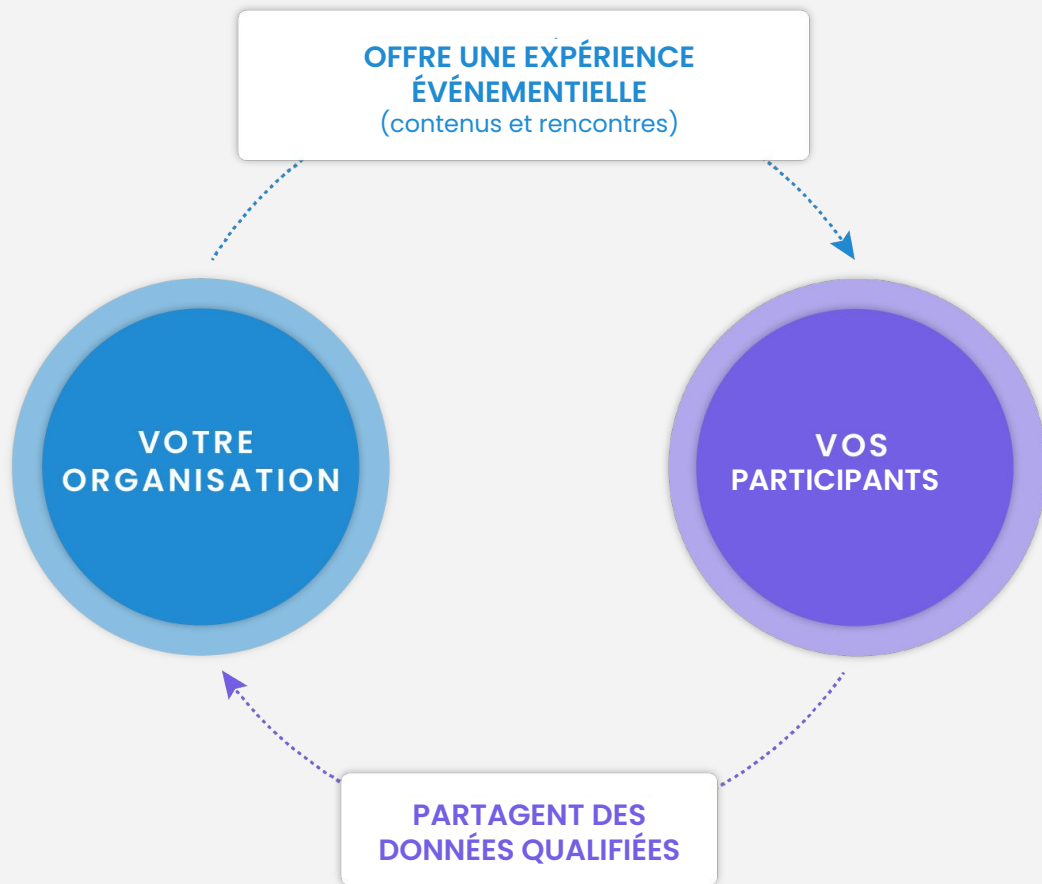 OFFRE UNE EXPÉRIENCE
ÉVÉNEMENTIELLE
(contenus et rencontres)
VOTRE
ORGANISATION
VOS
PARTICIPANTS
PARTAGENT DES
DONNÉES QUALIFIÉES